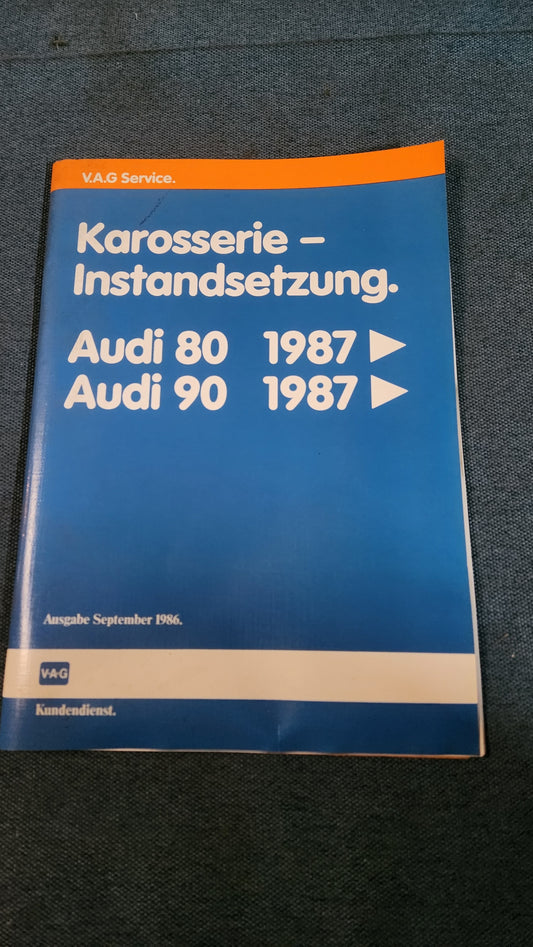 V.A.G Service.
Karosserie –
Instandsetzung.
Audi 80 1987 ►
Audi 90 1987 ►
Ausgabe September 1986.
V·A·G
Kundendienst.